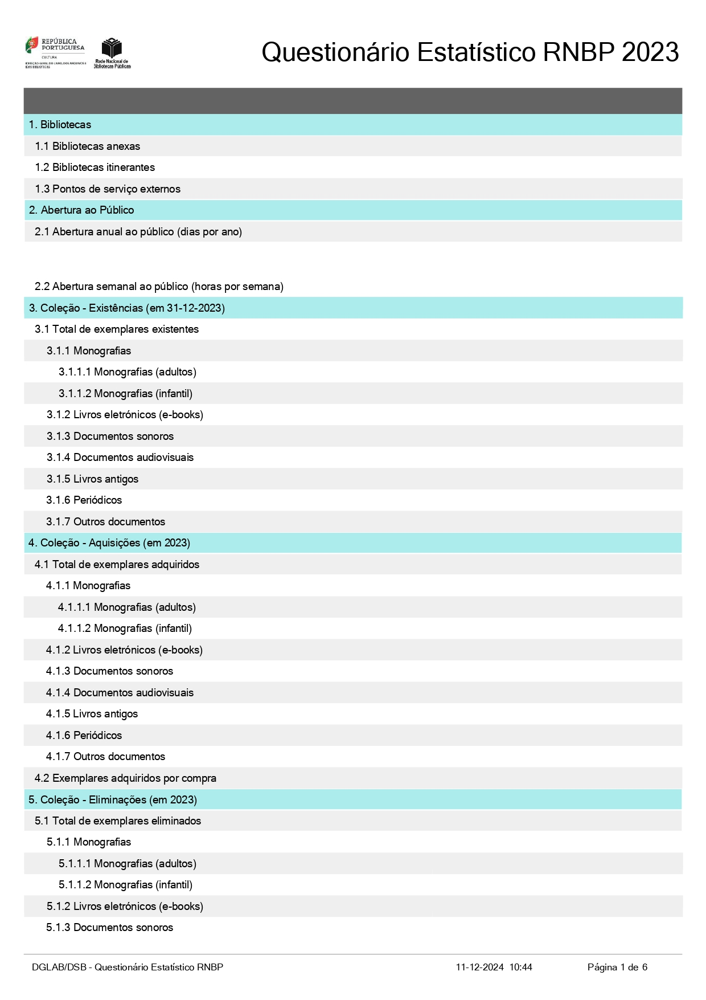 REPÚBLICA
PORTUGUESA
CULTURA
DIREÇÃO-GERAL DO LIVRO, DOS ARQUIVOS E
DAS BIBLIOTECAS
Rede Nacional de
Bibliotecas Públicas
Questionário Estatístico RNBP 2023
1. Bibliotecas
1.1 Bibliotecas anexas
1.2 Bibliotecas itinerantes
1.3 Pontos de serviço externos
2. Abertura ao Público
2.1 Abertura anual ao público (dias por ano)
2.2 Abertura semanal ao público (horas por semana)
3. Coleção - Existências (em 31-12-2023)
3.1 Total de exemplares existentes
3.1.1 Monografias
3.1.1.1 Monografias (adultos)
3.1.1.2 Monografias (infantil)
3.1.2 Livros eletrónicos (e-books)
3.1.3 Documentos sonoros
3.1.4 Documentos audiovisuais
3.1.5 Livros antigos
3.1.6 Periódicos
3.1.7 Outros documentos
4. Coleção - Aquisições (em 2023)
4.1 Total de exemplares adquiridos
4.1.1 Monografias
4.1.1.1 Monografias (adultos)
4.1.1.2 Monografias (infantil)
4.1.2 Livros eletrónicos (e-books)
4.1.3 Documentos sonoros
4.1.4 Documentos audiovisuais
4.1.5 Livros antigos
4.1.6 Periódicos
4.1.7 Outros documentos
4.2 Exemplares adquiridos por compra
5. Coleção - Eliminações (em 2023)
5.1 Total de exemplares eliminados
5.1.1 Monografias
5.1.1.1 Monografias (adultos)
5.1.1.2 Monografias (infantil)
5.1.2 Livros eletrónicos (e-books)
5.1.3 Documentos sonoros
DGLAB/DSB - Questionário Estatístico RNBP 11-12-2024 10:44 Página 1 de 6